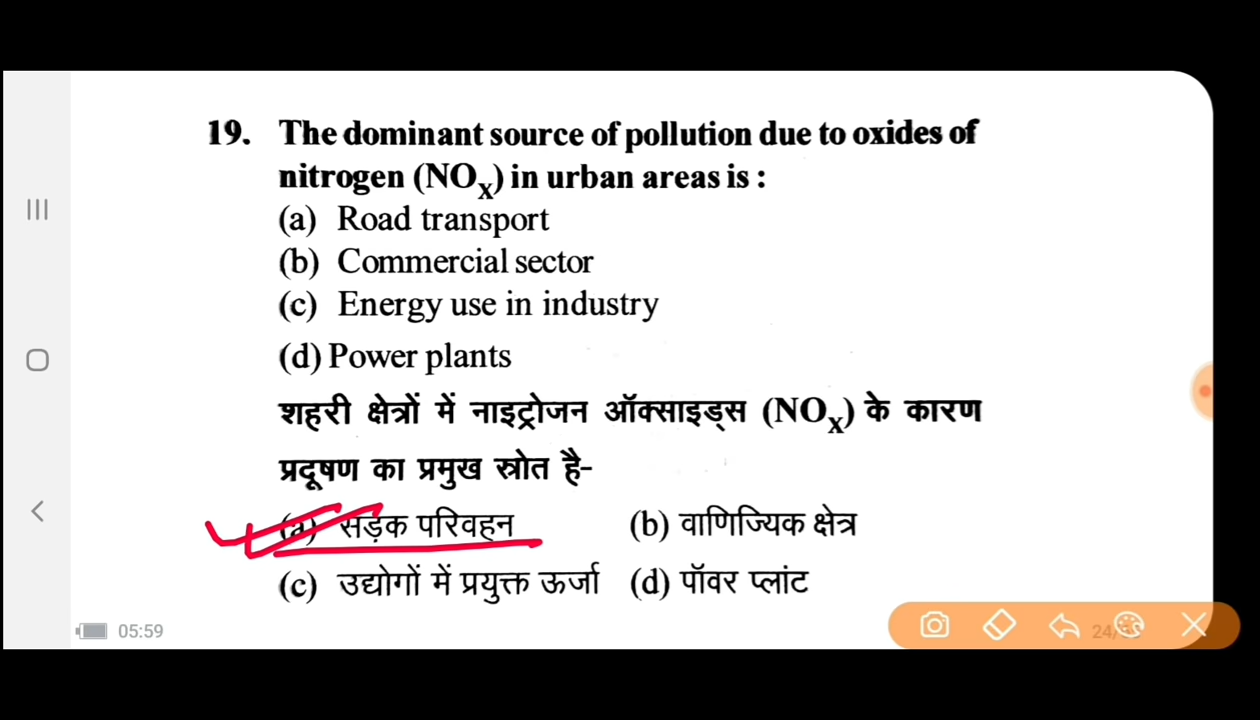 19. The dominant source of pollution due to oxides of
nitrogen (NOX) in urban areas is :
(a) Road transport
(b) Commercial sector
(c) Energy use in industry
(d) Power plants
शहरी क्षेत्रों में नाइट्रोजन ऑक्साइड्स (NOX) के कारण
प्रदूषण का प्रमुख स्रोत है-
(a) सड़क परिवहन (b) वाणिज्यिक क्षेत्र
(c) उद्योगों में प्रयुक्त ऊर्जा (d) पॉवर प्लांट
05:59